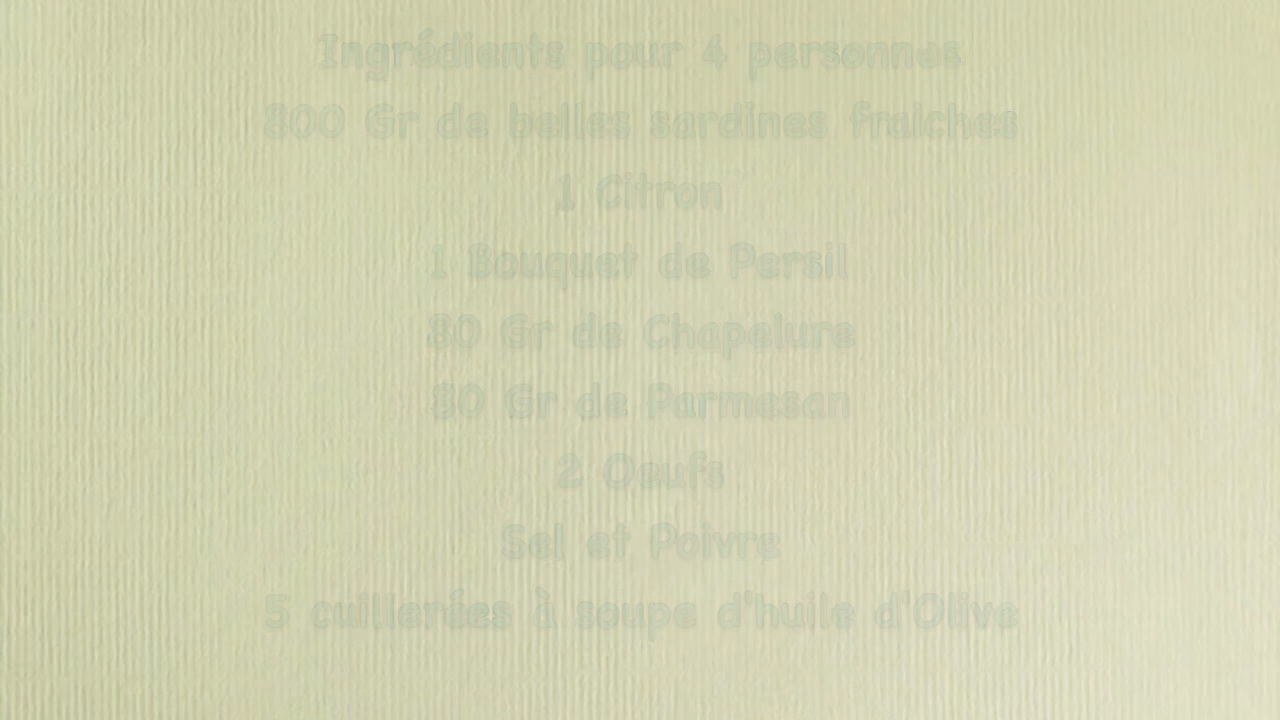 Ingrédients pour 4 personnes
800 Gr de belles sardines fraiches
1 Citron
1 Bouquet de Persil
80 Gr de Chapelure
80 Gr de Parmesan
2 Oeufs
Sel et Poivre
5 cuillerées à soupe d'huile d'Olive